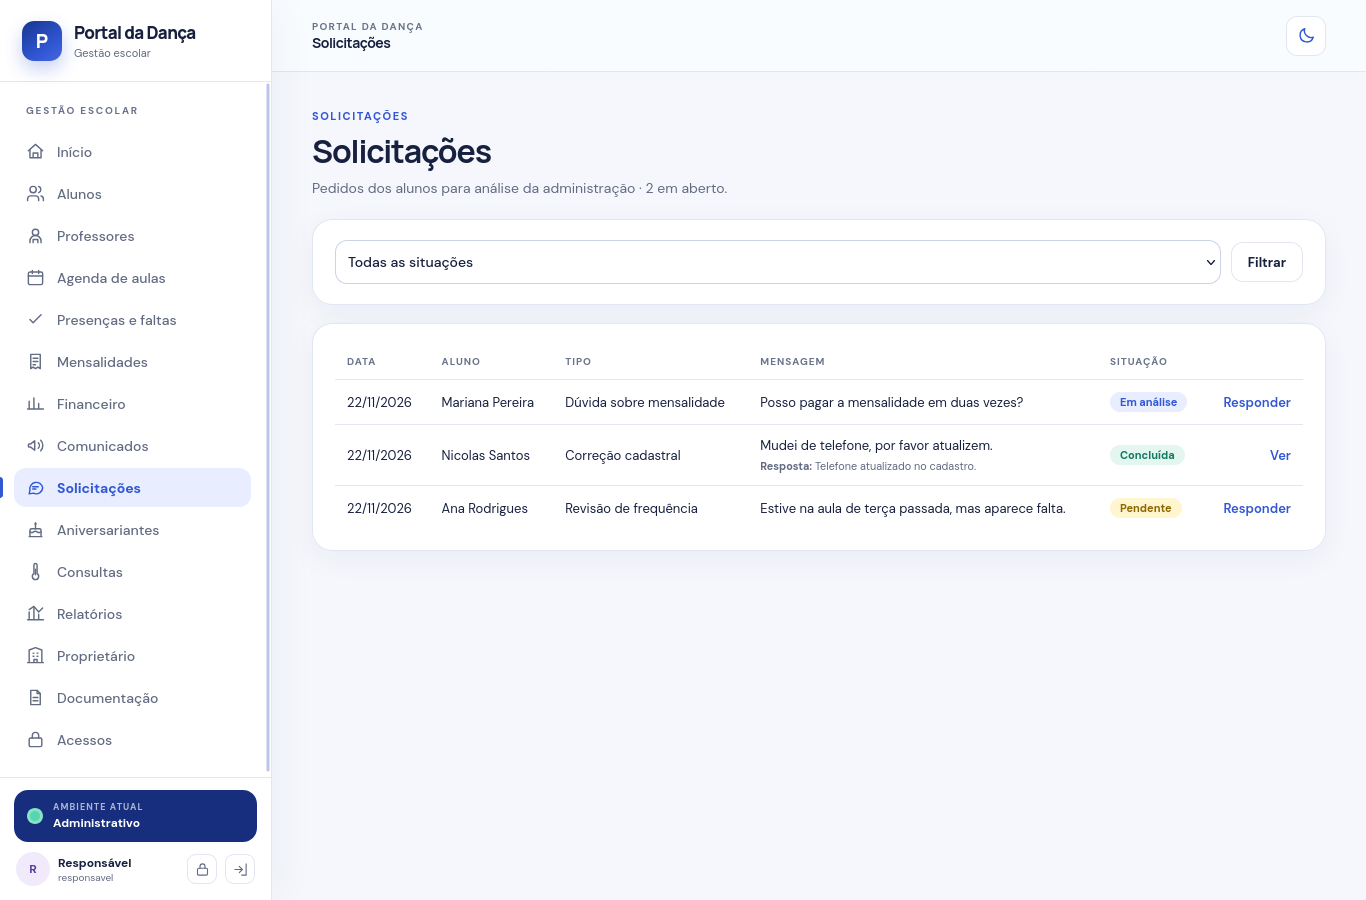 P
Portal da Dança
Gestão escolar
GESTÃO ESCOLAR
Início
Alunos
Professores
Agenda de aulas
Presenças e faltas
Mensalidades
Financeiro
Comunicados
Solicitações
Aniversariantes
Consultas
Relatórios
Proprietário
Documentação
Acessos
AMBIENTE ATUAL
Administrativo
R
Responsável
responsavel
PORTAL DA DANÇA
Solicitações
SOLICITAÇÕES
Solicitações
Pedidos dos alunos para análise da administração · 2 em aberto.
Todas as situações
Filtrar
DATA ALUNO TIPO MENSAGEM SITUAÇÃO
22/11/2026 Mariana Pereira Dúvida sobre mensalidade Posso pagar a mensalidade em duas vezes? Em análise Responder
22/11/2026 Nicolas Santos Correção cadastral Mudei de telefone, por favor atualizem. Concluída Ver
Resposta: Telefone atualizado no cadastro.
22/11/2026 Ana Rodrigues Revisão de frequência Estive na aula de terça passada, mas aparece falta. Pendente Responder